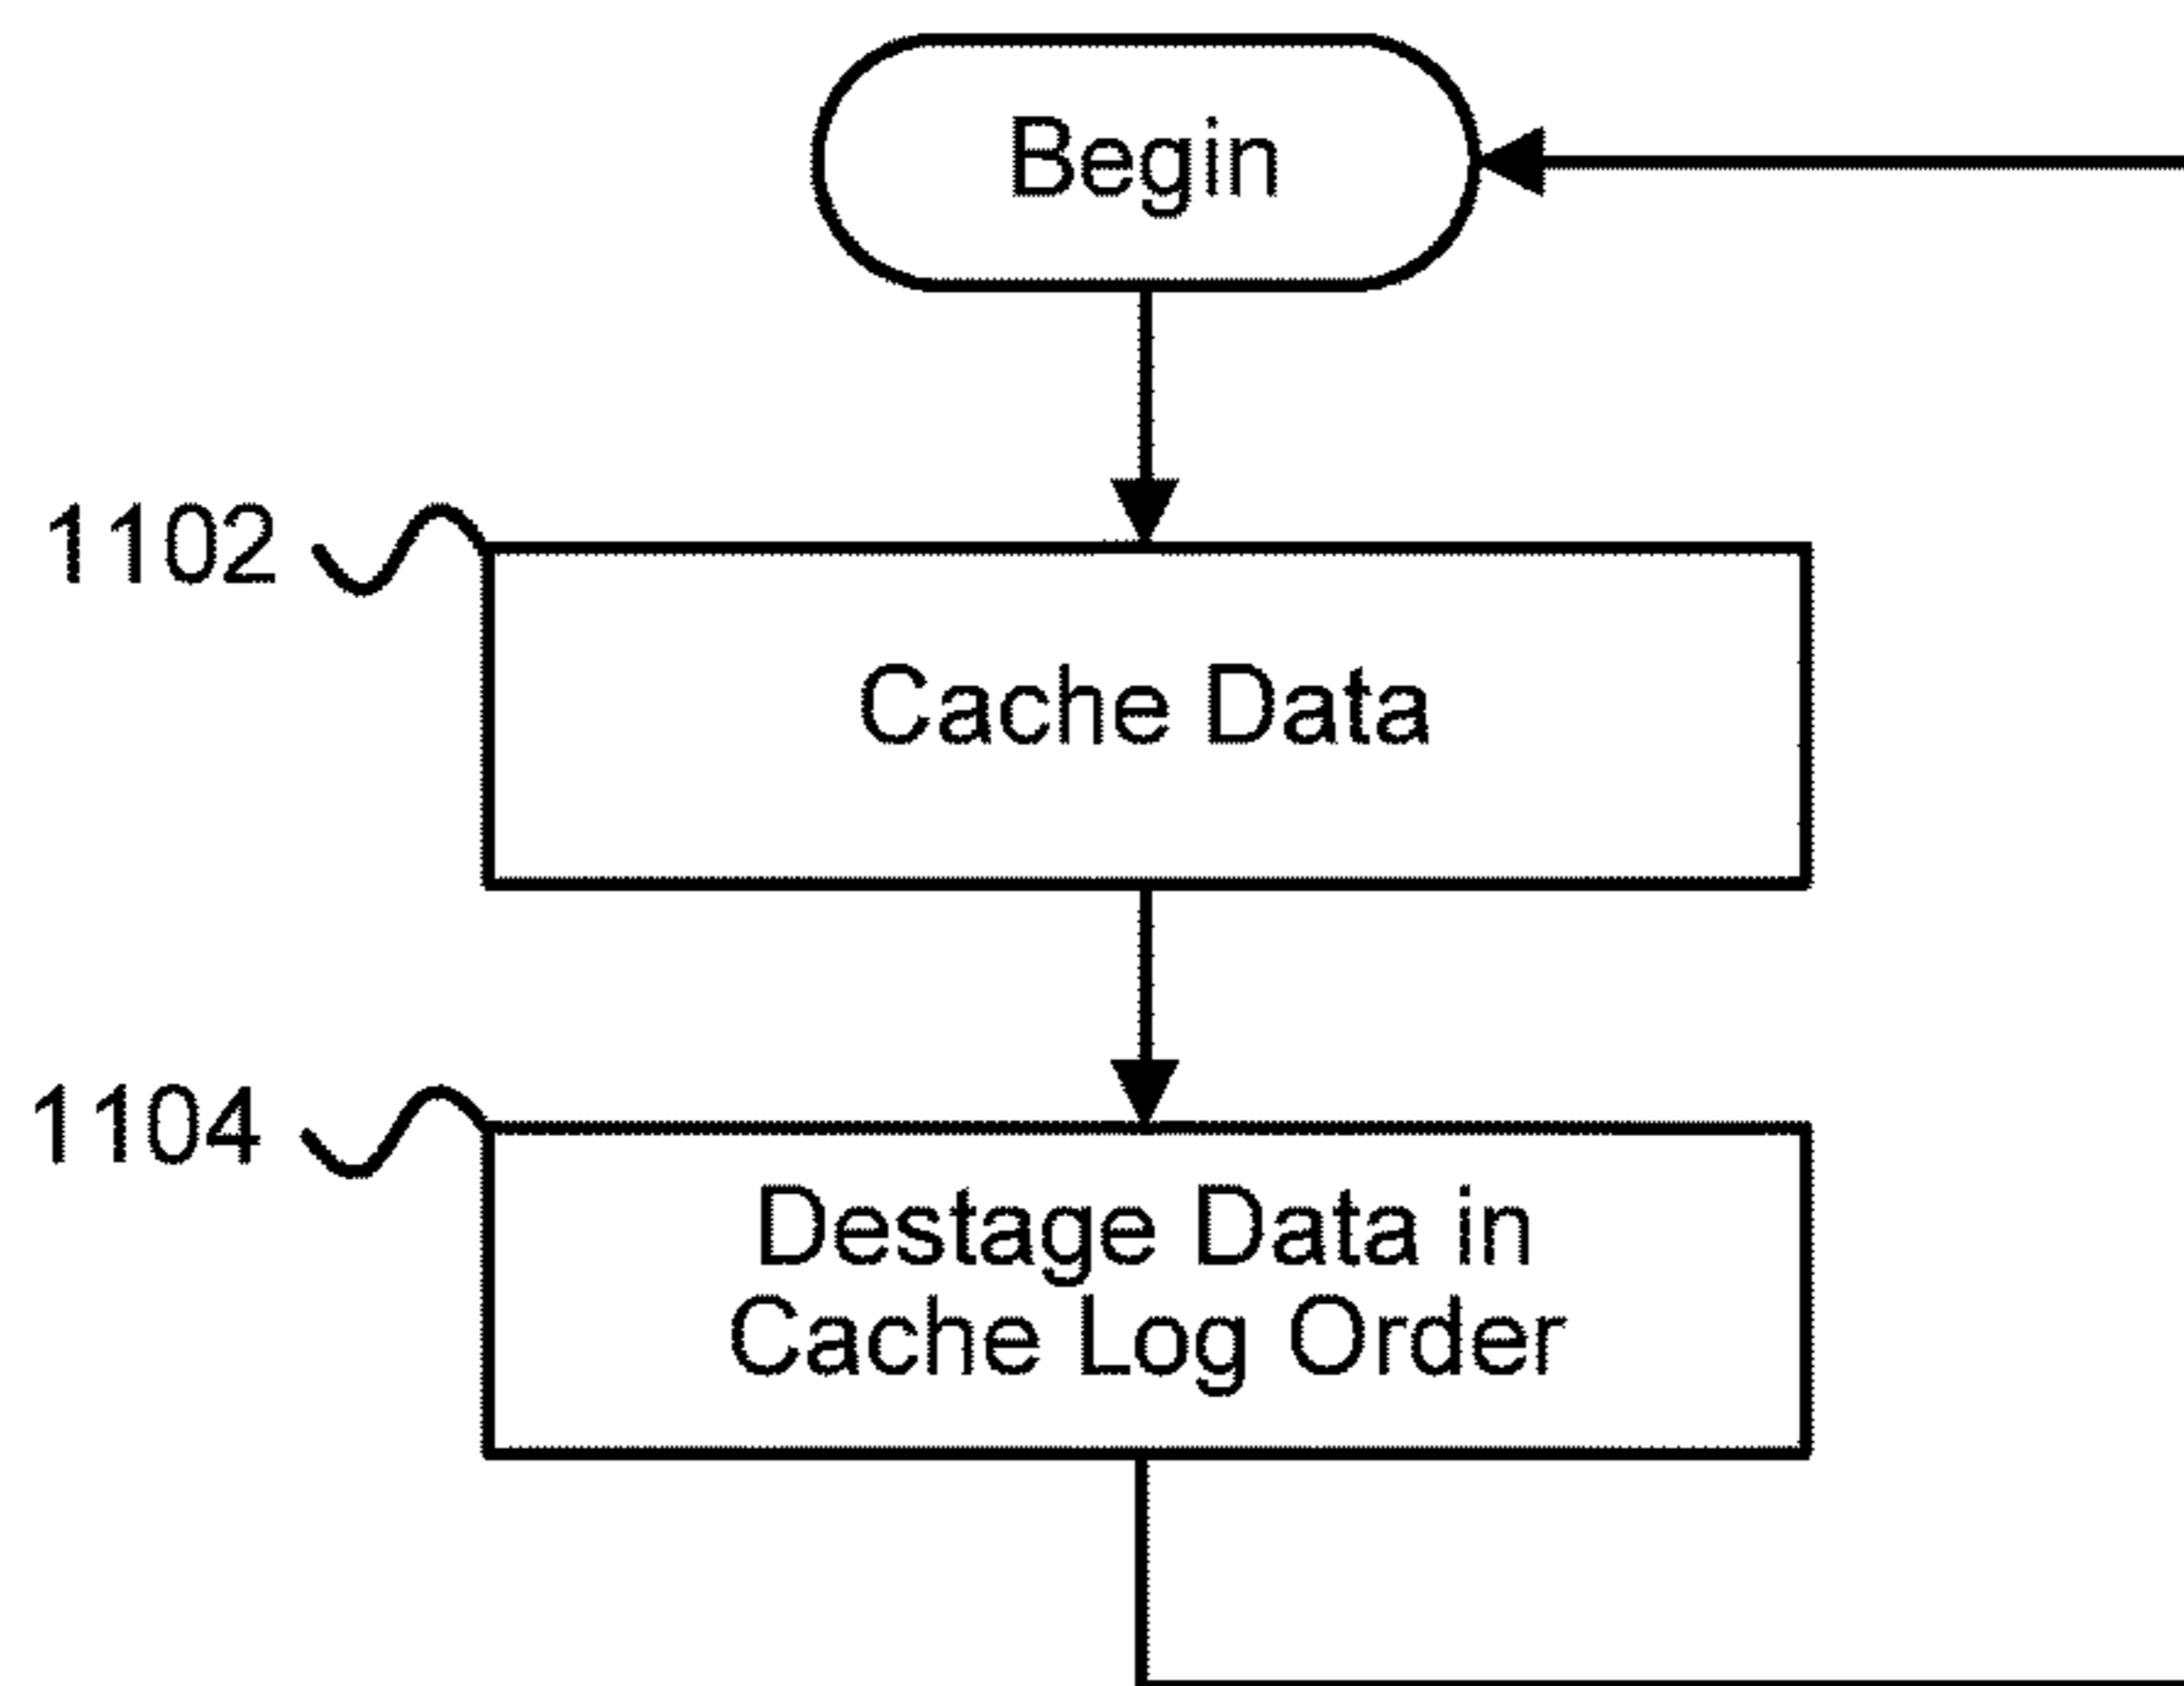 Begin
1102
Cache Data
1104
Destage Data in
Cache Log Order